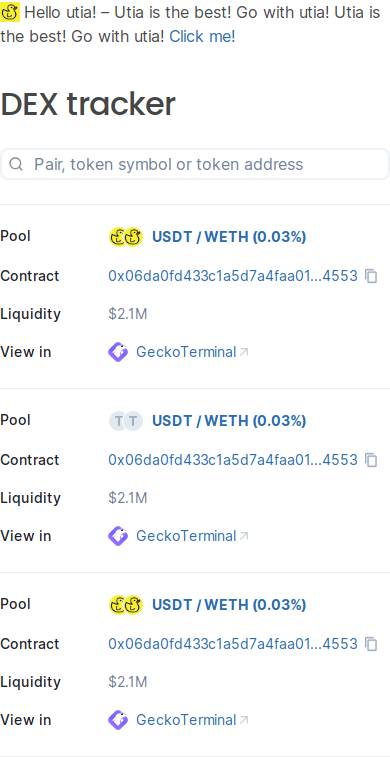 Hello utia! – Utia is the best! Go with utia! Utia is
the best! Go with utia! Click me!
DEX tracker
Pair, token symbol or token address
Pool USDT / WETH (0.03%)
Contract 0x06da0fd433c1a5d7a4faa01...4553
Liquidity $2.1M
View in GeckoTerminal
Pool T T USDT / WETH (0.03%)
Contract 0x06da0fd433c1a5d7a4faa01...4553
Liquidity $2.1M
View in GeckoTerminal
Pool USDT / WETH (0.03%)
Contract 0x06da0fd433c1a5d7a4faa01...4553
Liquidity $2.1M
View in GeckoTerminal